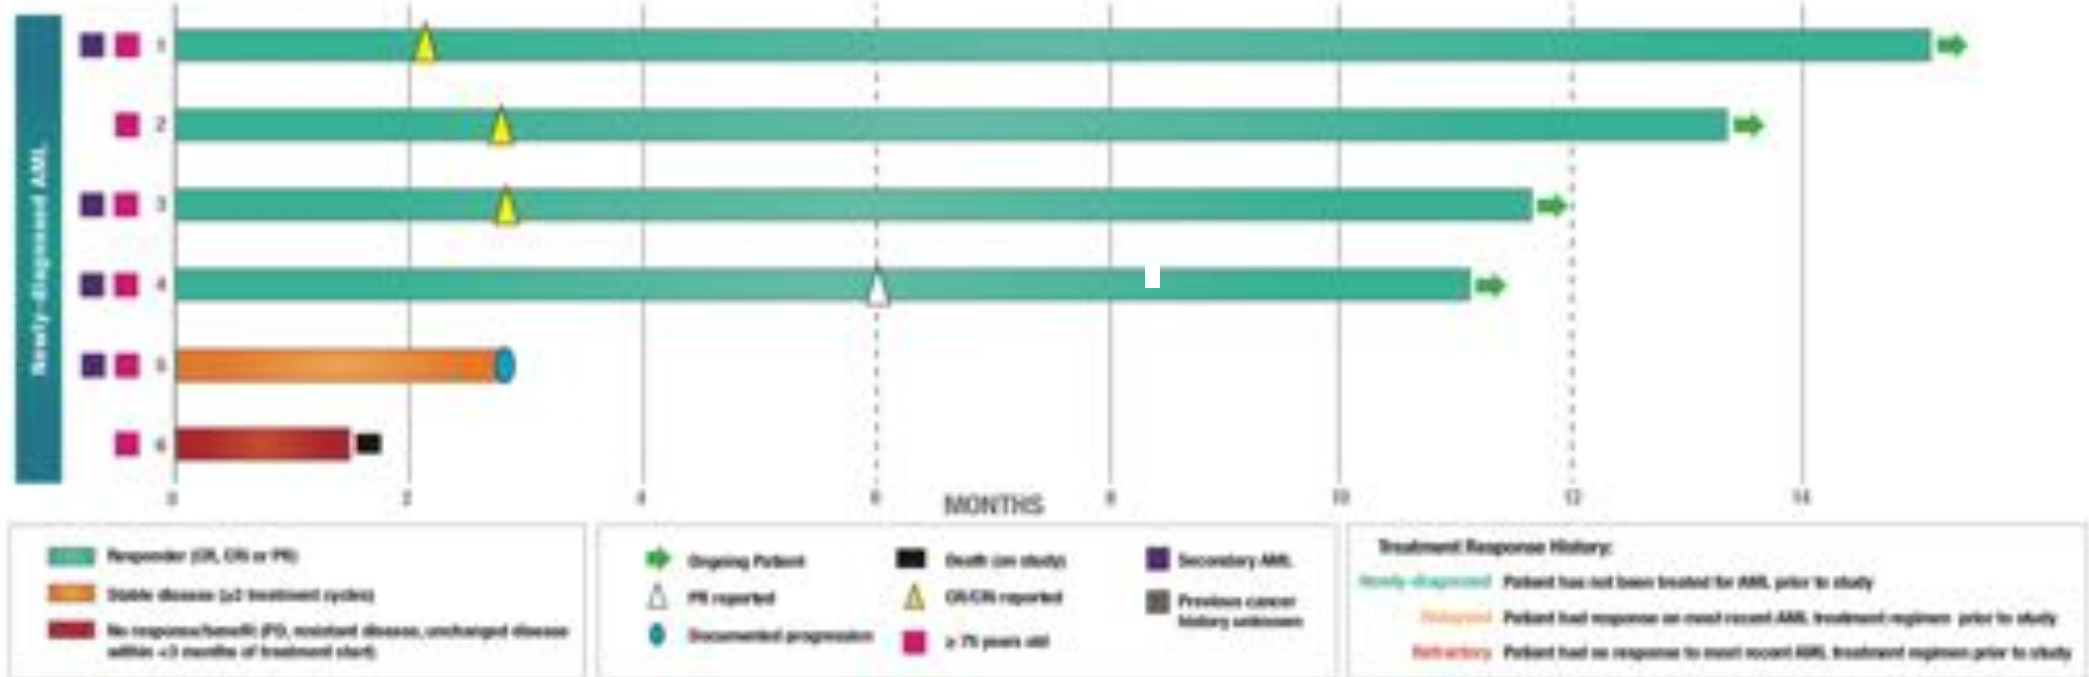 Newly-diagnosed AML
1
2
3
4
5
6
0 2 4 6 8 10 12 14
MONTHS
Responder (CR, CRi or PR)
Stable disease (≥2 treatment cycles)
No response/benefit (PD, resistant disease, unchanged disease
within <3 months of treatment start)
Ongoing Patient
PR reported
Documented progression
Death (on study)
CR/CRi reported
≥ 75 years old
Secondary AML
Previous cancer
history unknown
Treatment Response History:
Newly-diagnosed Patient has not been treated for AML prior to study
Relapsed Patient had response on most recent AML treatment regimen prior to study
Refractory Patient had no response to most recent AML treatment regimen prior to study